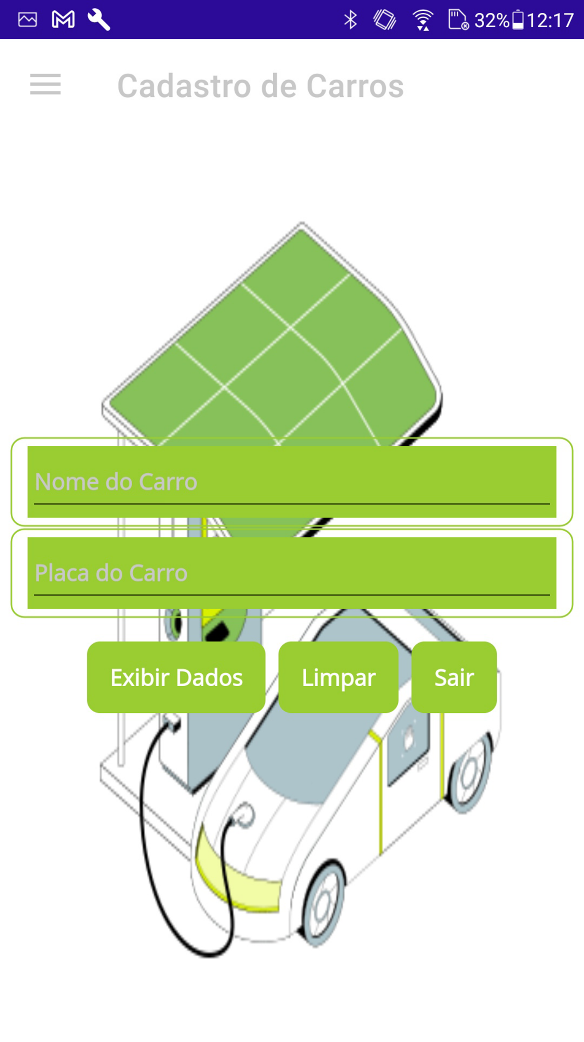 32% 12:17
Cadastro de Carros
Nome do Carro
Placa do Carro
Exibir Dados Limpar Sair